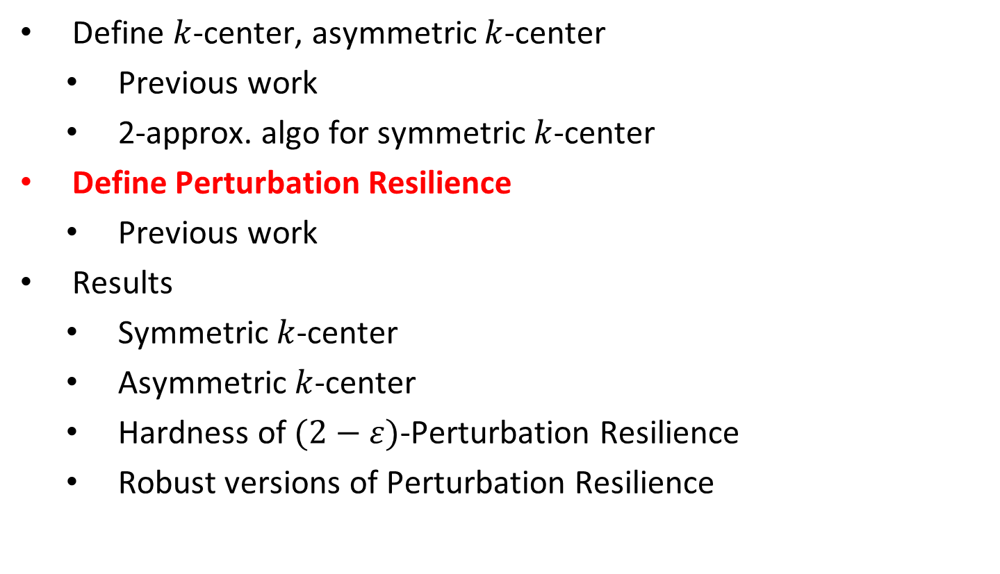 • Define 𝑘-center, asymmetric 𝑘-center
• Previous work
• 2-approx. algo for symmetric 𝑘-center
• Define Perturbation Resilience
• Previous work
• Results
• Symmetric 𝑘-center
• Asymmetric 𝑘-center
• Hardness of (2 − 𝜀)-Perturbation Resilience
• Robust versions of Perturbation Resilience